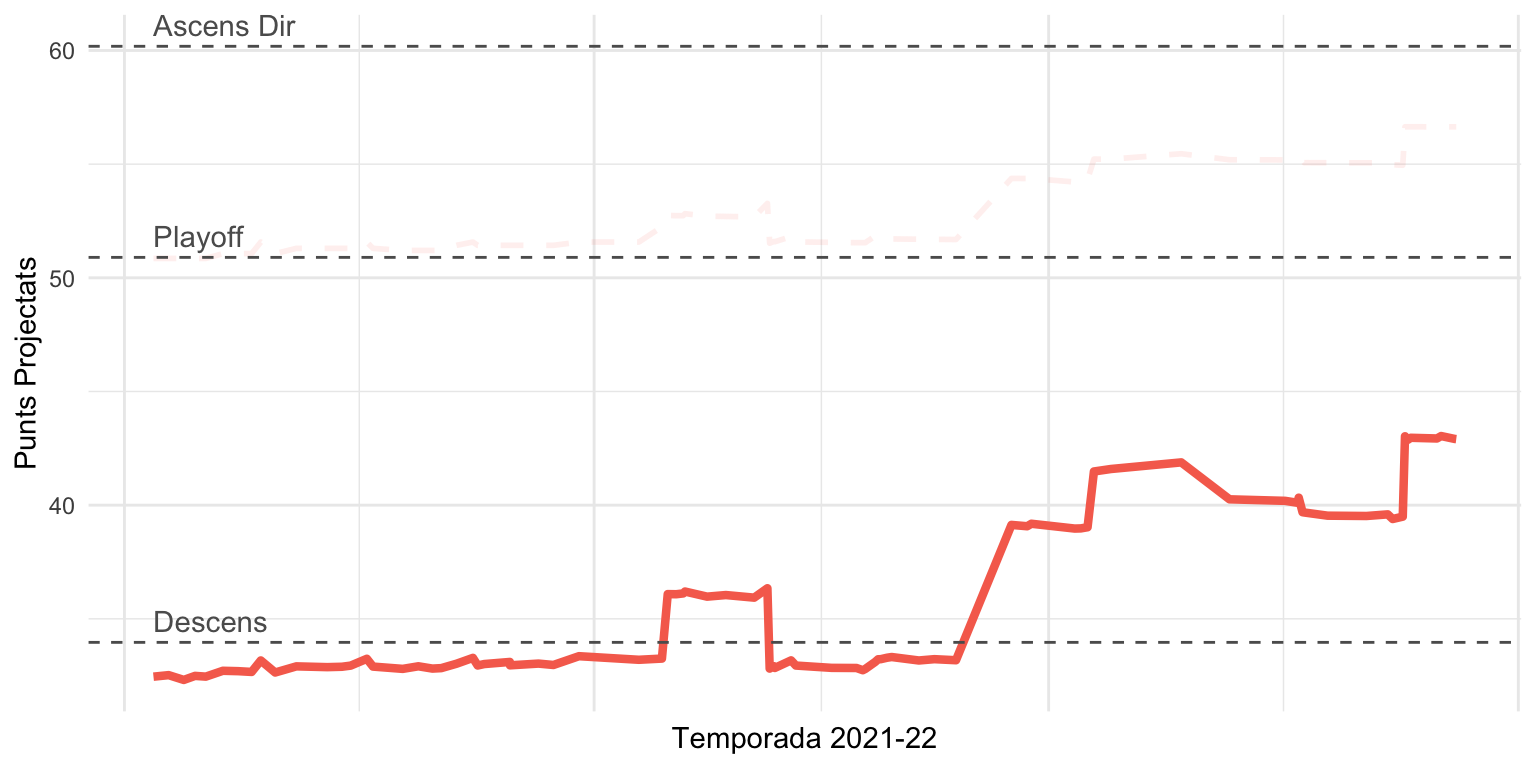 Ascens Dir
60
Playoff
50
Punts Projectats
40
Descens
Temporada 2021-22